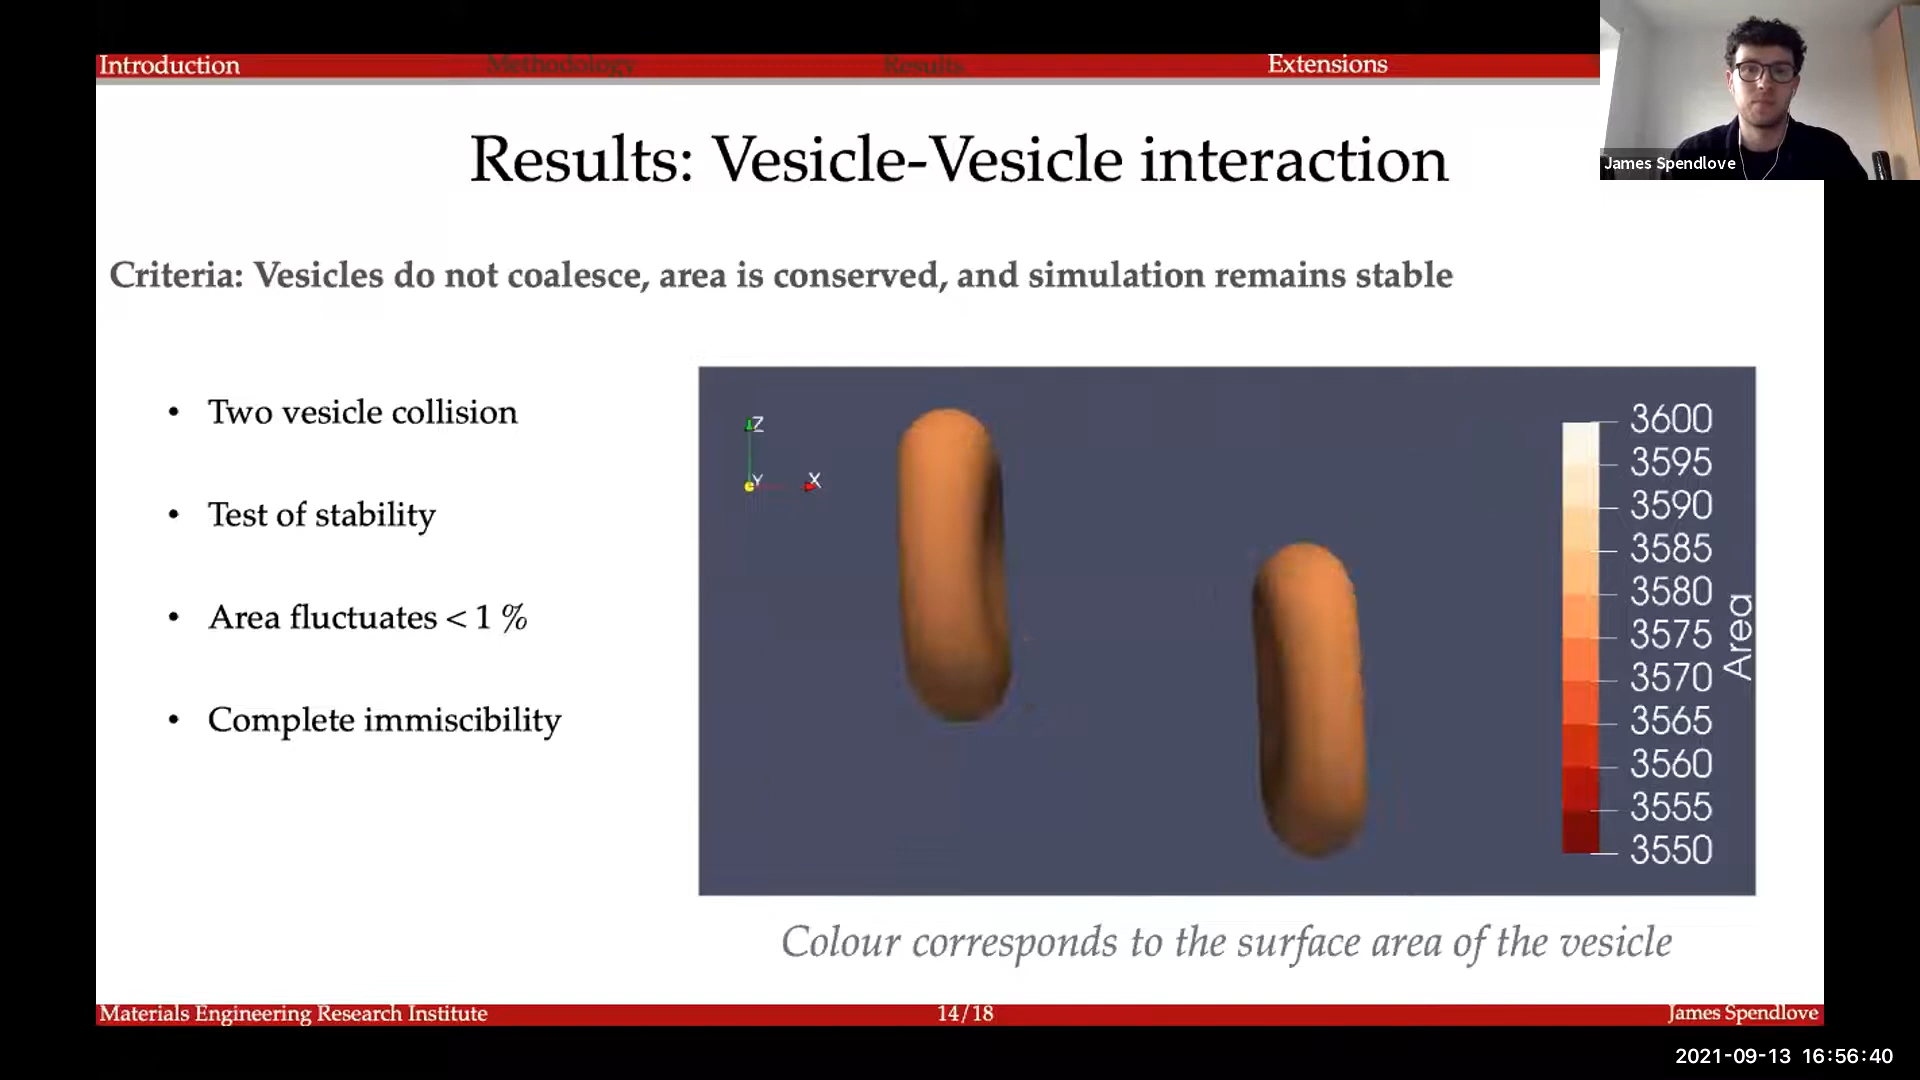 Introduction
Methodology
Results
Extensions
James Spendlove
Results: Vesicle-Vesicle interaction
Criteria: Vesicles do not coalesce, area is conserved, and simulation remains stable
• Two vesicle collision
• Test of stability
• Area fluctuates < 1 %
• Complete immiscibility
Z
Y
X
3600
3595
3590
3585
3580
3575
3570
3565
3560
3555
3550
Area
Colour corresponds to the surface area of the vesicle
Materials Engineering Research Institute
14/18
James Spendlove
2021-09-13 16:56:40